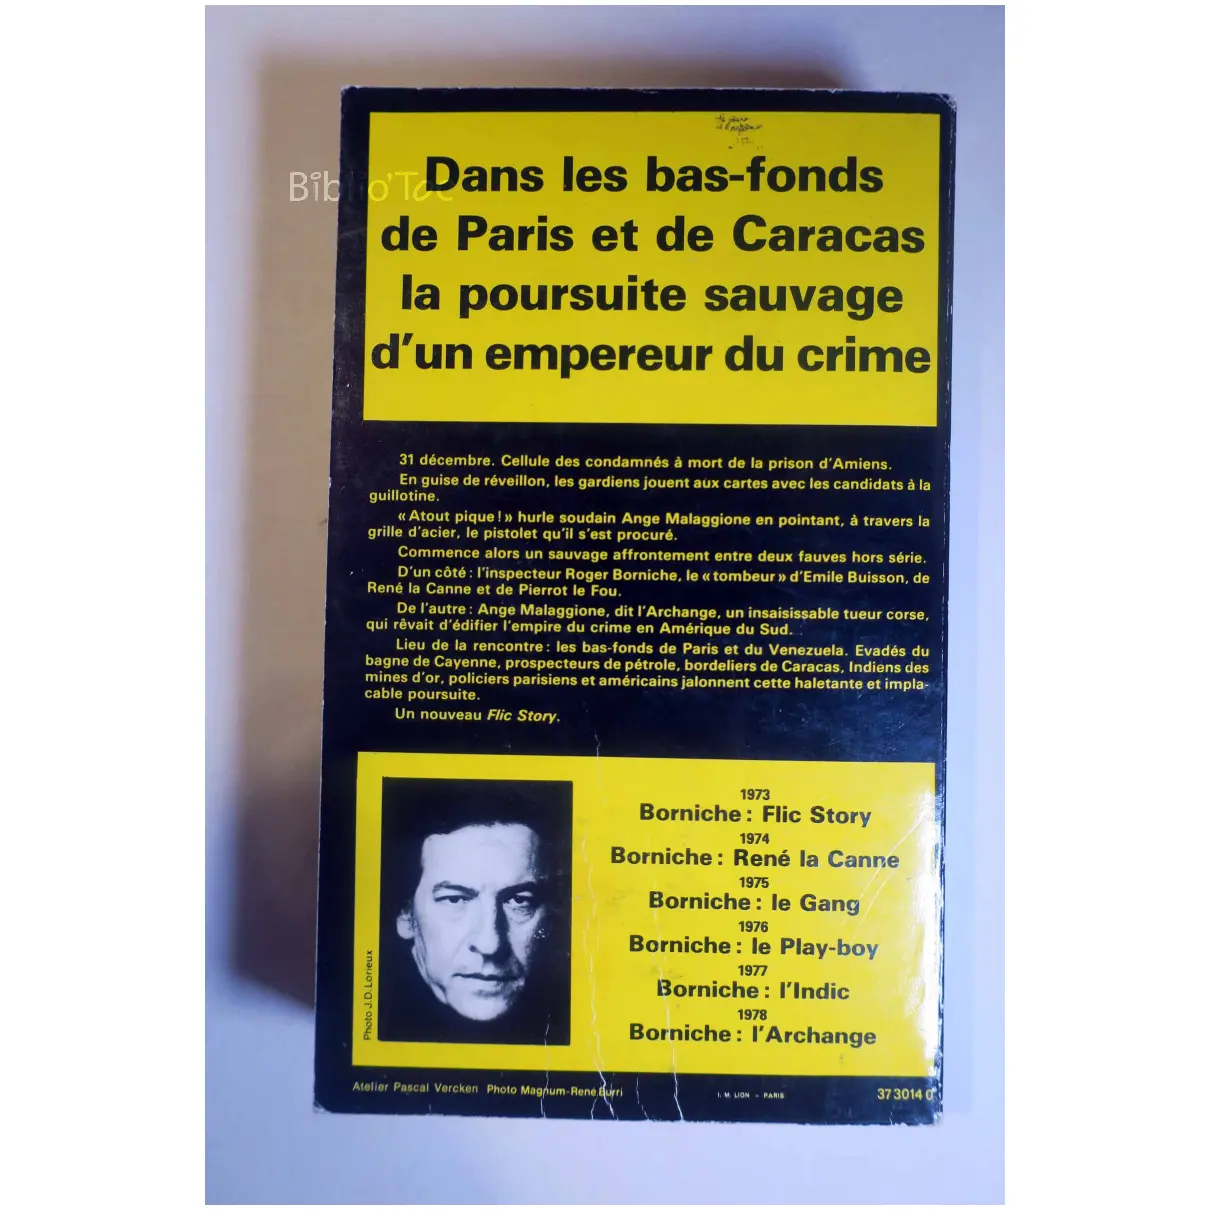 Biblio'Toc
Dans les bas-fonds
de Paris et de Caracas
la poursuite sauvage
d'un empereur du crime
31 décembre. Cellule des condamnés à mort de la prison d'Amiens.
En guise de réveillon, les gardiens jouent aux cartes avec les candidats à la
guillotine.
« Atout pique! » hurle soudain Ange Malaggione en pointant, à travers la
grille d'acier, le pistolet qu'il s'est procuré.
Commence alors un sauvage affrontement entre deux fauves hors série.
D'un côté : l'inspecteur Roger Borniche, le « tombeur » d'Emile Buisson, de
René la Canne et de Pierrot le Fou.
De l'autre : Ange Malaggione, dit l'Archange, un insaisissable tueur corse,
qui rêvait d'édifier l'empire du crime en Amérique du Sud.
Lieu de la rencontre : les bas-fonds de Paris et du Venezuela. Evadés du
bagne de Cayenne, prospecteurs de pétrole, bordeliers de Caracas, Indiens des
mines d'or, policiers parisiens et américains jalonnent cette haletante et impla-
cable poursuite.
Un nouveau Flic Story.
1973
Borniche : Flic Story
1974
Borniche : René la Canne
1975
Borniche : le Gang
1976
Borniche : le Play-boy
1977
Borniche : l'Indic
1978
Borniche : l'Archange
Photo J.D. Lorieux
Atelier Pascal Vercken Photo Magnum-René Burri
I. M. LION - PARIS
37 3014 0